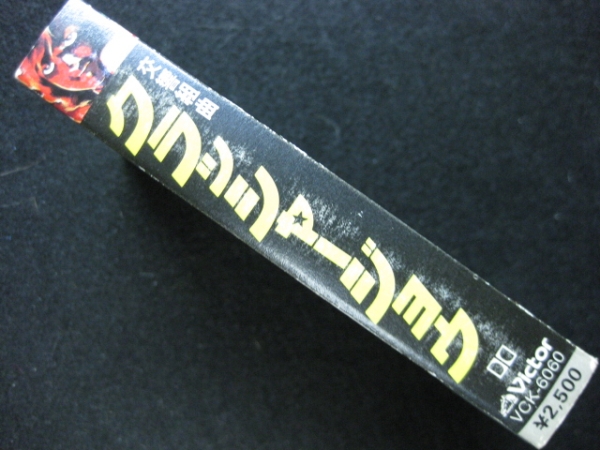 交響組曲
クラッシャージョウ
Victor
VCK-6060
¥2,500